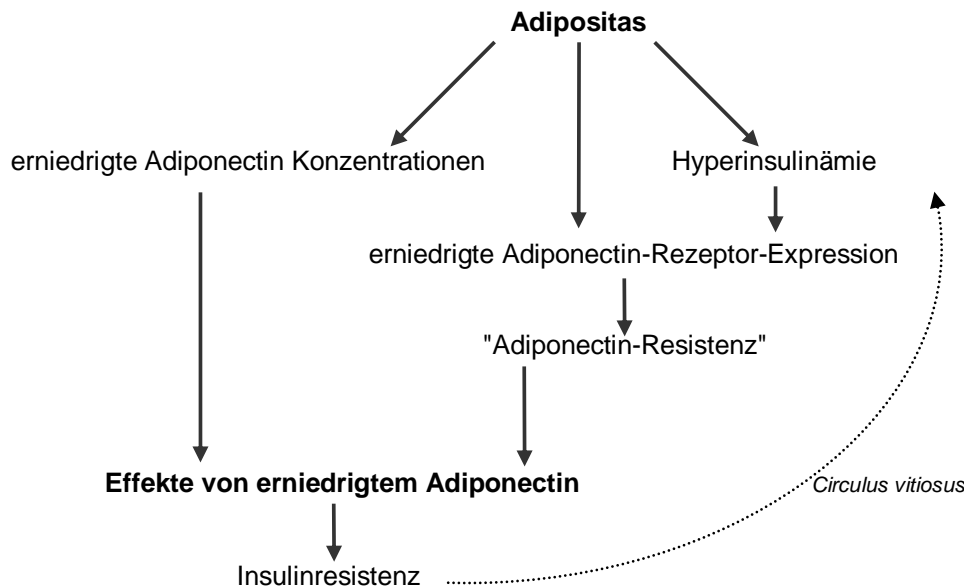 Adipositas
erniedrigte Adiponectin Konzentrationen
Hyperinsulinämie
erniedrigte Adiponectin-Rezeptor-Expression
"Adiponectin-Resistenz"
Effekte von erniedrigtem Adiponectin
Circulus vitiosus
Insulinresistenz